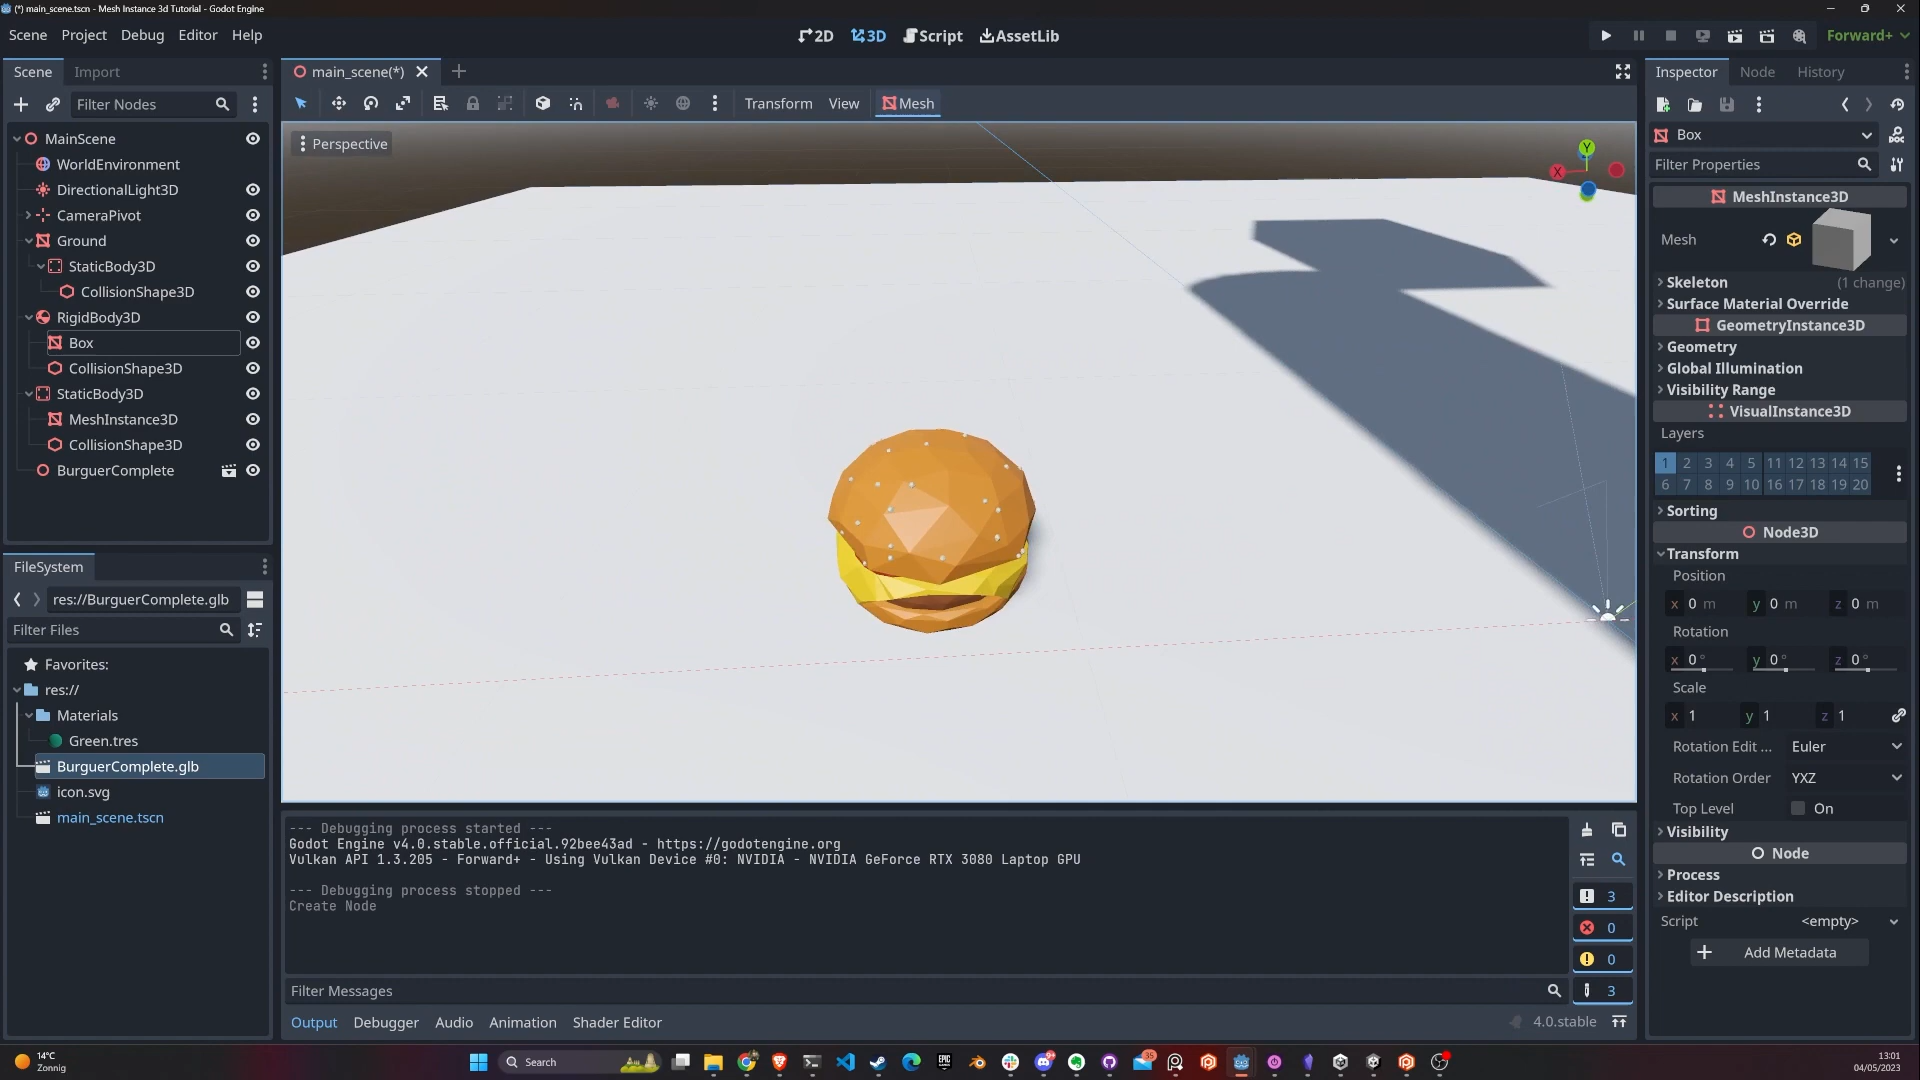 (*) main_scene.tscn - Mesh Instance 3d Tutorial - Godot Engine
Scene Project Debug Editor Help
2D 3D Script AssetLib
Forward+
Scene Import
Filter Nodes
MainScene
WorldEnvironment
DirectionalLight3D
CameraPivot
Ground
StaticBody3D
CollisionShape3D
RigidBody3D
Box
CollisionShape3D
StaticBody3D
MeshInstance3D
CollisionShape3D
BurguerComplete
FileSystem
res://BurguerComplete.glb
Filter Files
Favorites:
res://
Materials
Green.tres
BurguerComplete.glb
icon.svg
main_scene.tscn
main_scene(*)
Transform View Mesh
Perspective
Y
X
--- Debugging process started ---
Godot Engine v4.0.stable.official.92bee43ad - https://godotengine.org
Vulkan API 1.3.205 - Forward+ - Using Vulkan Device #0: NVIDIA - NVIDIA GeForce RTX 3080 Laptop GPU
--- Debugging process stopped ---
Create Node
3
0
0
3
Filter Messages
Output Debugger Audio Animation Shader Editor
4.0.stable
Inspector Node History
Box
Filter Properties
MeshInstance3D
Mesh
Skeleton (1 change)
Surface Material Override
GeometryInstance3D
Geometry
Global Illumination
Visibility Range
VisualInstance3D
Layers
1 2 3 4 5 11 12 13 14 15
6 7 8 9 10 16 17 18 19 20
Sorting
Node3D
Transform
Position
x 0 m y 0 m z 0 m
Rotation
x 0 ° y 0 ° z 0 °
Scale
x 1 y 1 z 1
Rotation Edit ... Euler
Rotation Order YXZ
Top Level On
Visibility
Node
Process
Editor Description
Script <empty>
Add Metadata
14°C
Zonnig
Search
35
13:01
04/05/2023